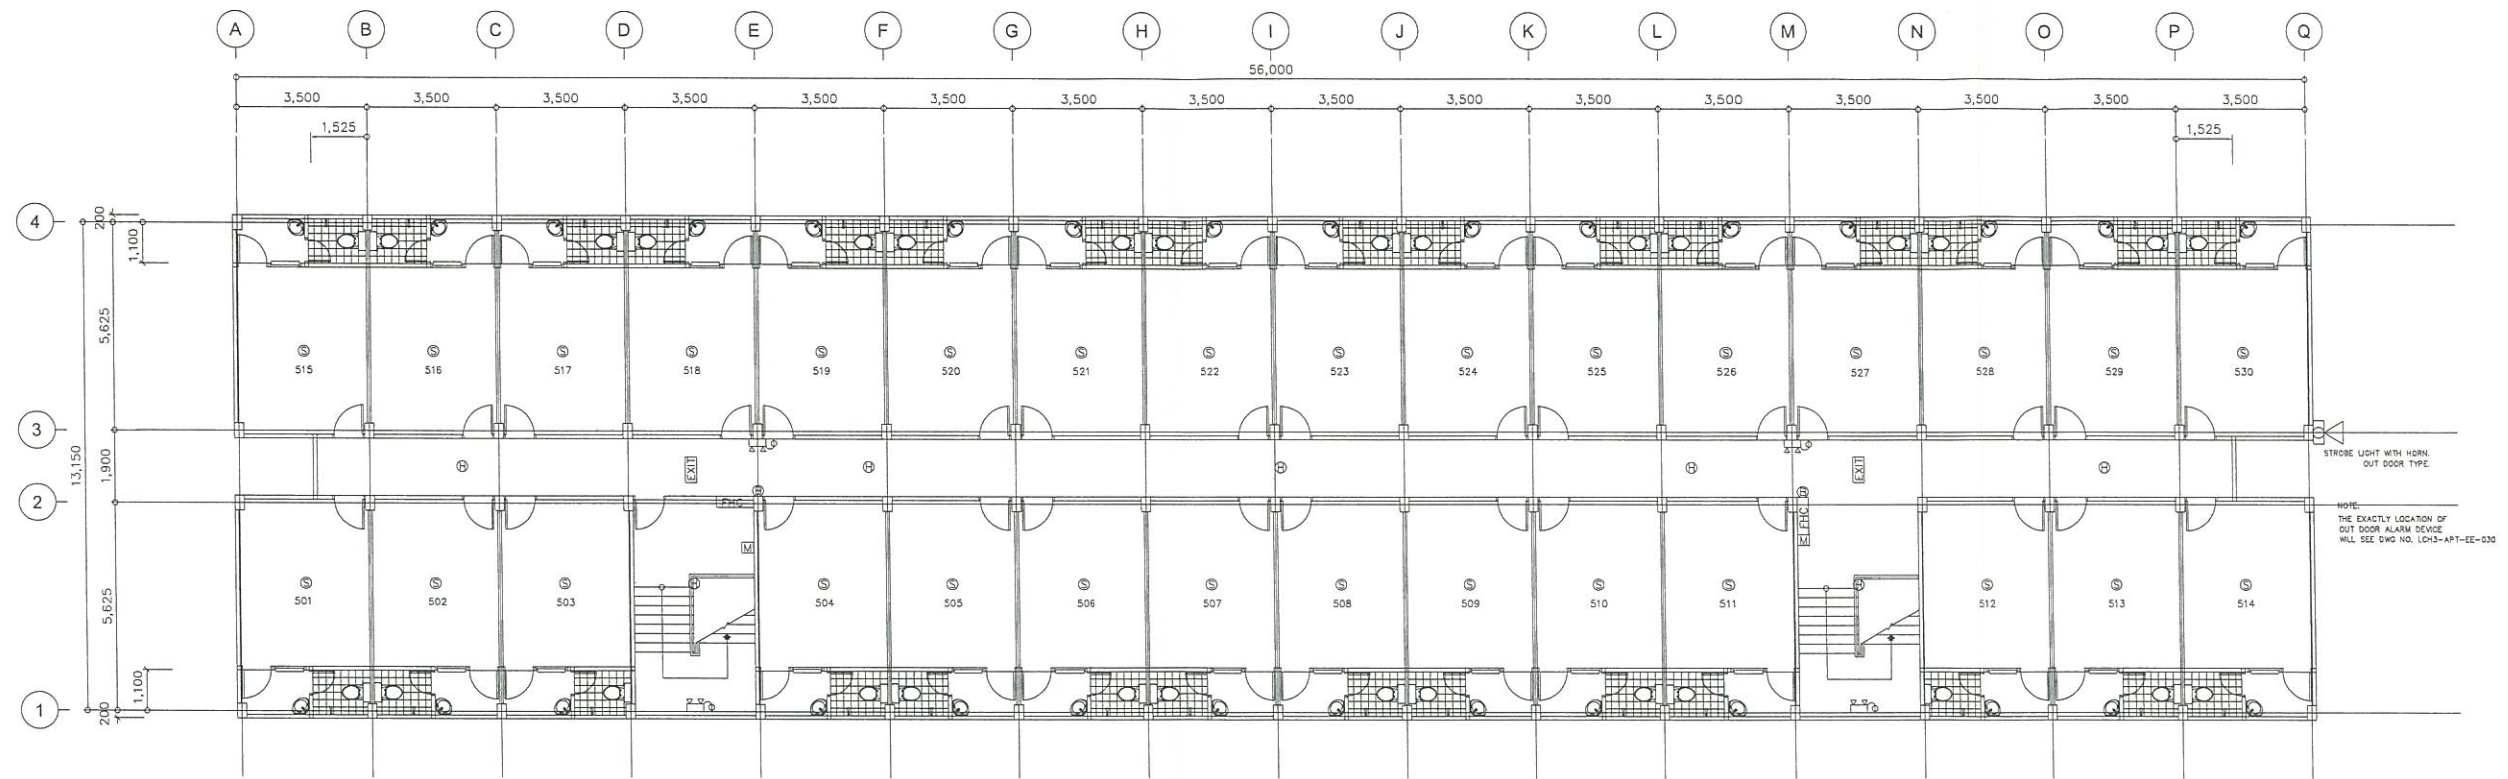 A B C D E F G H I J K L M N O P Q
56,000
3,500 3,500 3,500 3,500 3,500 3,500 3,500 3,500 3,500 3,500 3,500 3,500 3,500 3,500 3,500 3,500
1,525 1,525
4
200
1,100
5,625
S S S S S S S S S S S S S S S S
515 516 517 518 519 520 521 522 523 524 525 526 527 528 529 530
3
STROBE LIGHT WITH HORN.
OUT DOOR TYPE.
13,150
1,900
H EXIT H H H EXIT H
2
H H
FHC FHC
NOTE.
THE EXACTLY LOCATION OF
OUT DOOR ALARM DEVICE
WILL SEE DWG NO. LCH3-APT-EE-030
M M
5,625
S S S H S S S S S S S S H S S S
501 502 503 504 505 506 507 508 509 510 511 512 513 514
1,100
1
200